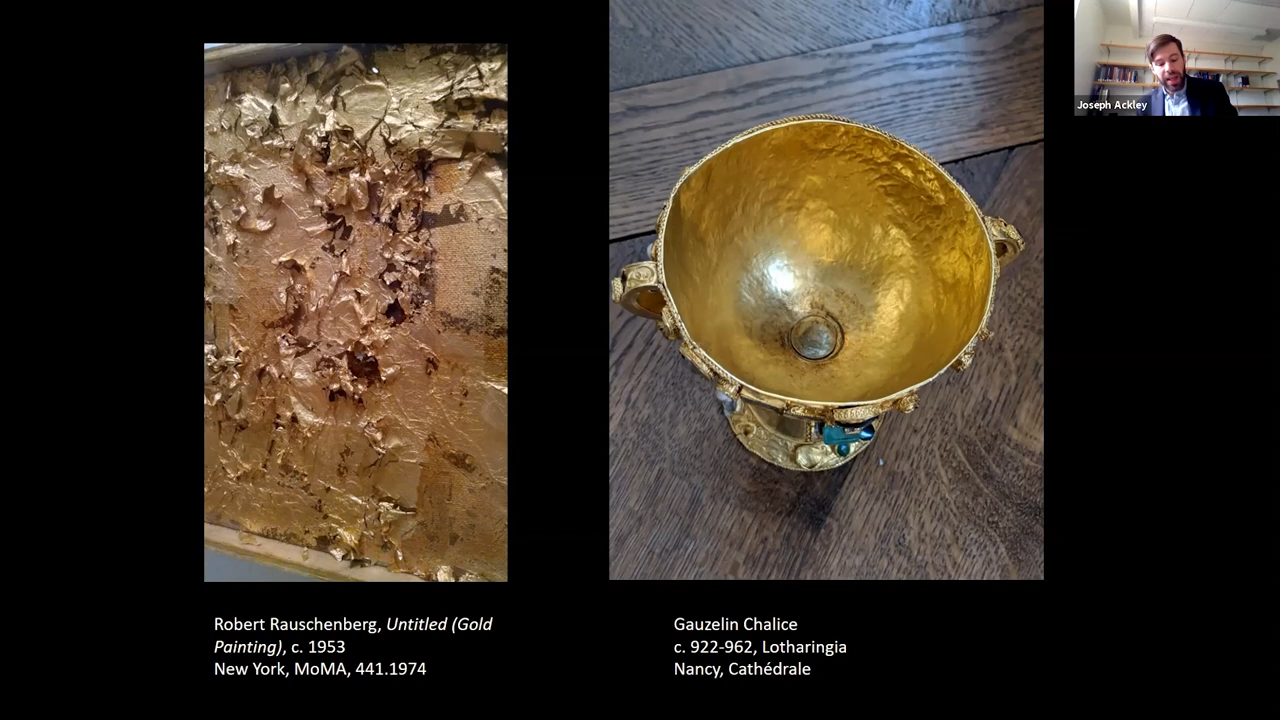 Joseph Ackley
Robert Rauschenberg, Untitled (Gold
Painting), c. 1953
New York, MoMA, 441.1974
Gauzelin Chalice
c. 922-962, Lotharingia
Nancy, Cathédrale